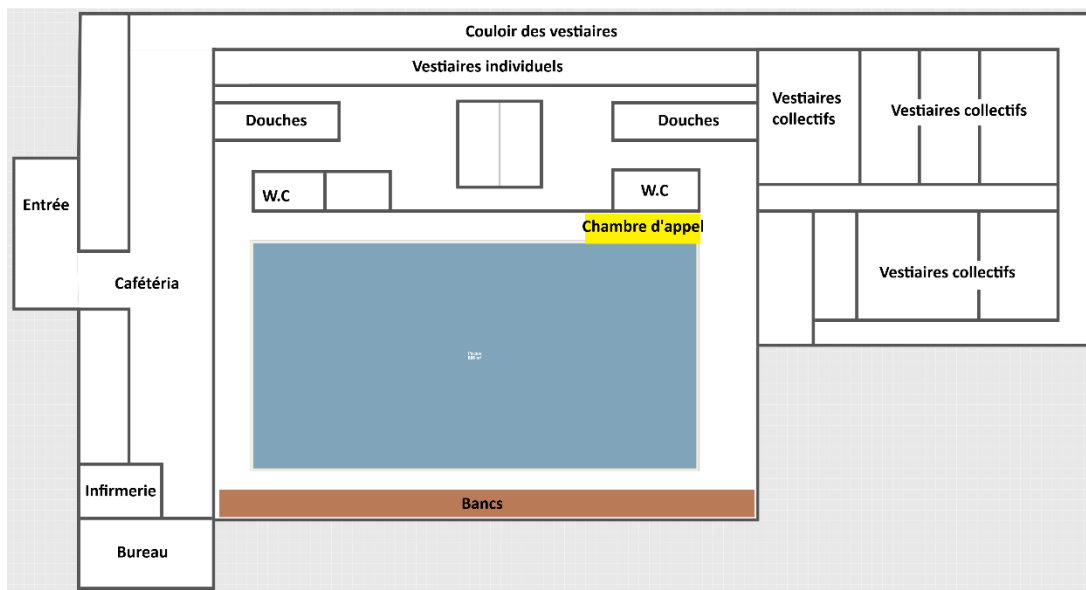 Couloir des vestiaires
Vestiaires individuels
Vestiaires
collectifs
Vestiaires collectifs
Douches
Douches
W.C
W.C
Entrée
Chambre d'appel
Cafétéria
Vestiaires collectifs
Infirmerie
Bancs
Bureau